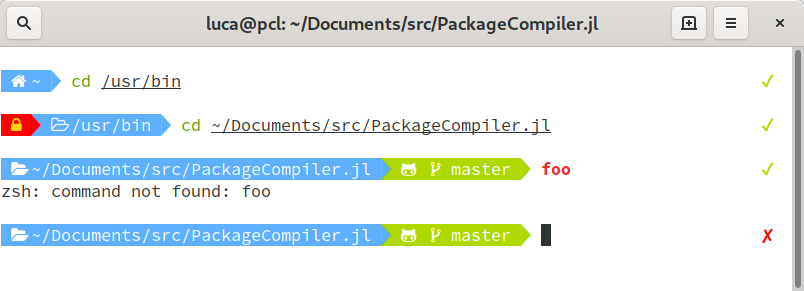 luca@pcl: ~/Documents/src/PackageCompiler.jl
~ cd /usr/bin ✓
/usr/bin cd ~/Documents/src/PackageCompiler.jl ✓
~/Documents/src/PackageCompiler.jl master foo ✓
zsh: command not found: foo
~/Documents/src/PackageCompiler.jl master ✗